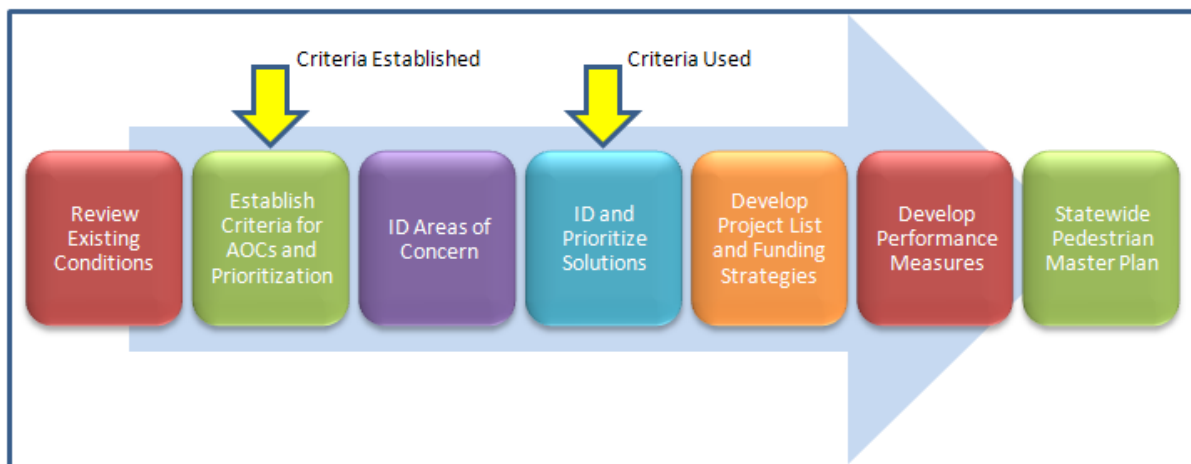 Criteria Established
Criteria Used
Review
Existing
Conditions
Establish
Criteria for
AOCs and
Prioritization
ID Areas of
Concern
ID and
Prioritize
Solutions
Develop
Project List
and Funding
Strategies
Develop
Performance
Measures
Statewide
Pedestrian
Master Plan